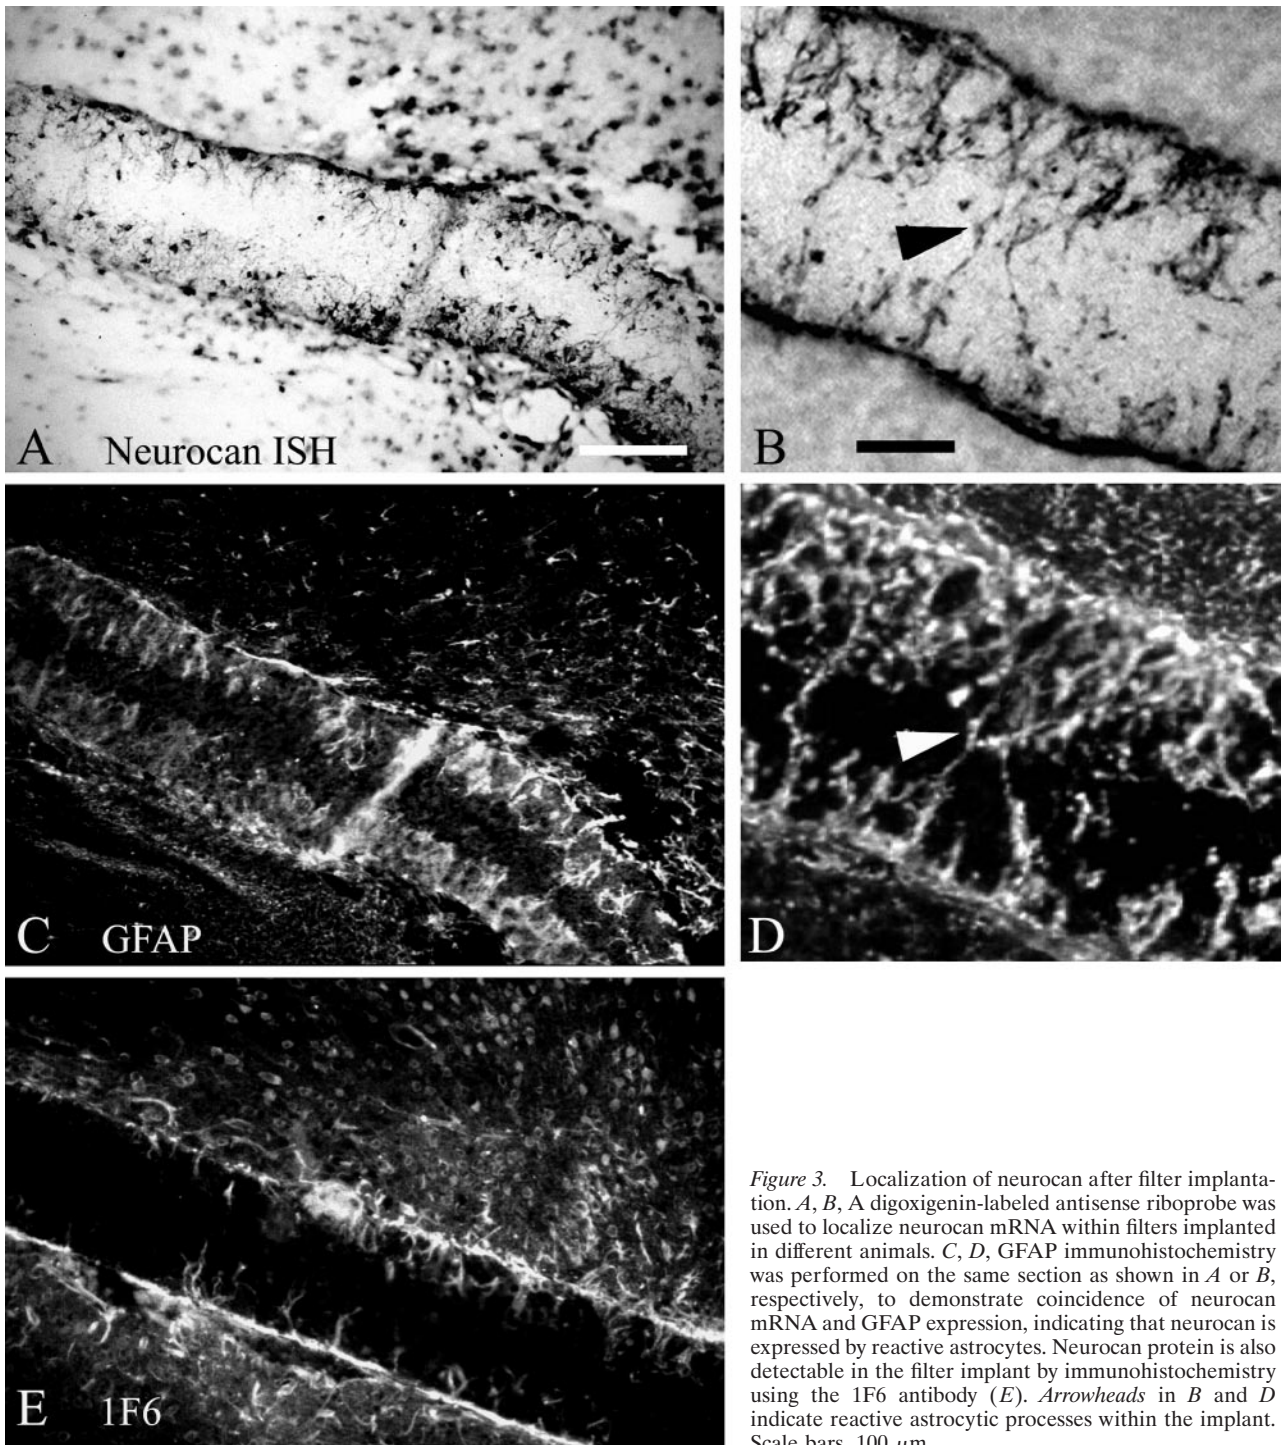 A Neurocan ISH
B
C GFAP
D
E 1F6
Figure 3. Localization of neurocan after filter implanta-
tion. A, B, A digoxigenin-labeled antisense riboprobe was
used to localize neurocan mRNA within filters implanted
in different animals. C, D, GFAP immunohistochemistry
was performed on the same section as shown in A or B,
respectively, to demonstrate coincidence of neurocan
mRNA and GFAP expression, indicating that neurocan is
expressed by reactive astrocytes. Neurocan protein is also
detectable in the filter implant by immunohistochemistry
using the 1F6 antibody (E). Arrowheads in B and D
indicate reactive astrocytic processes within the implant.
Scale bars, 100 μm.